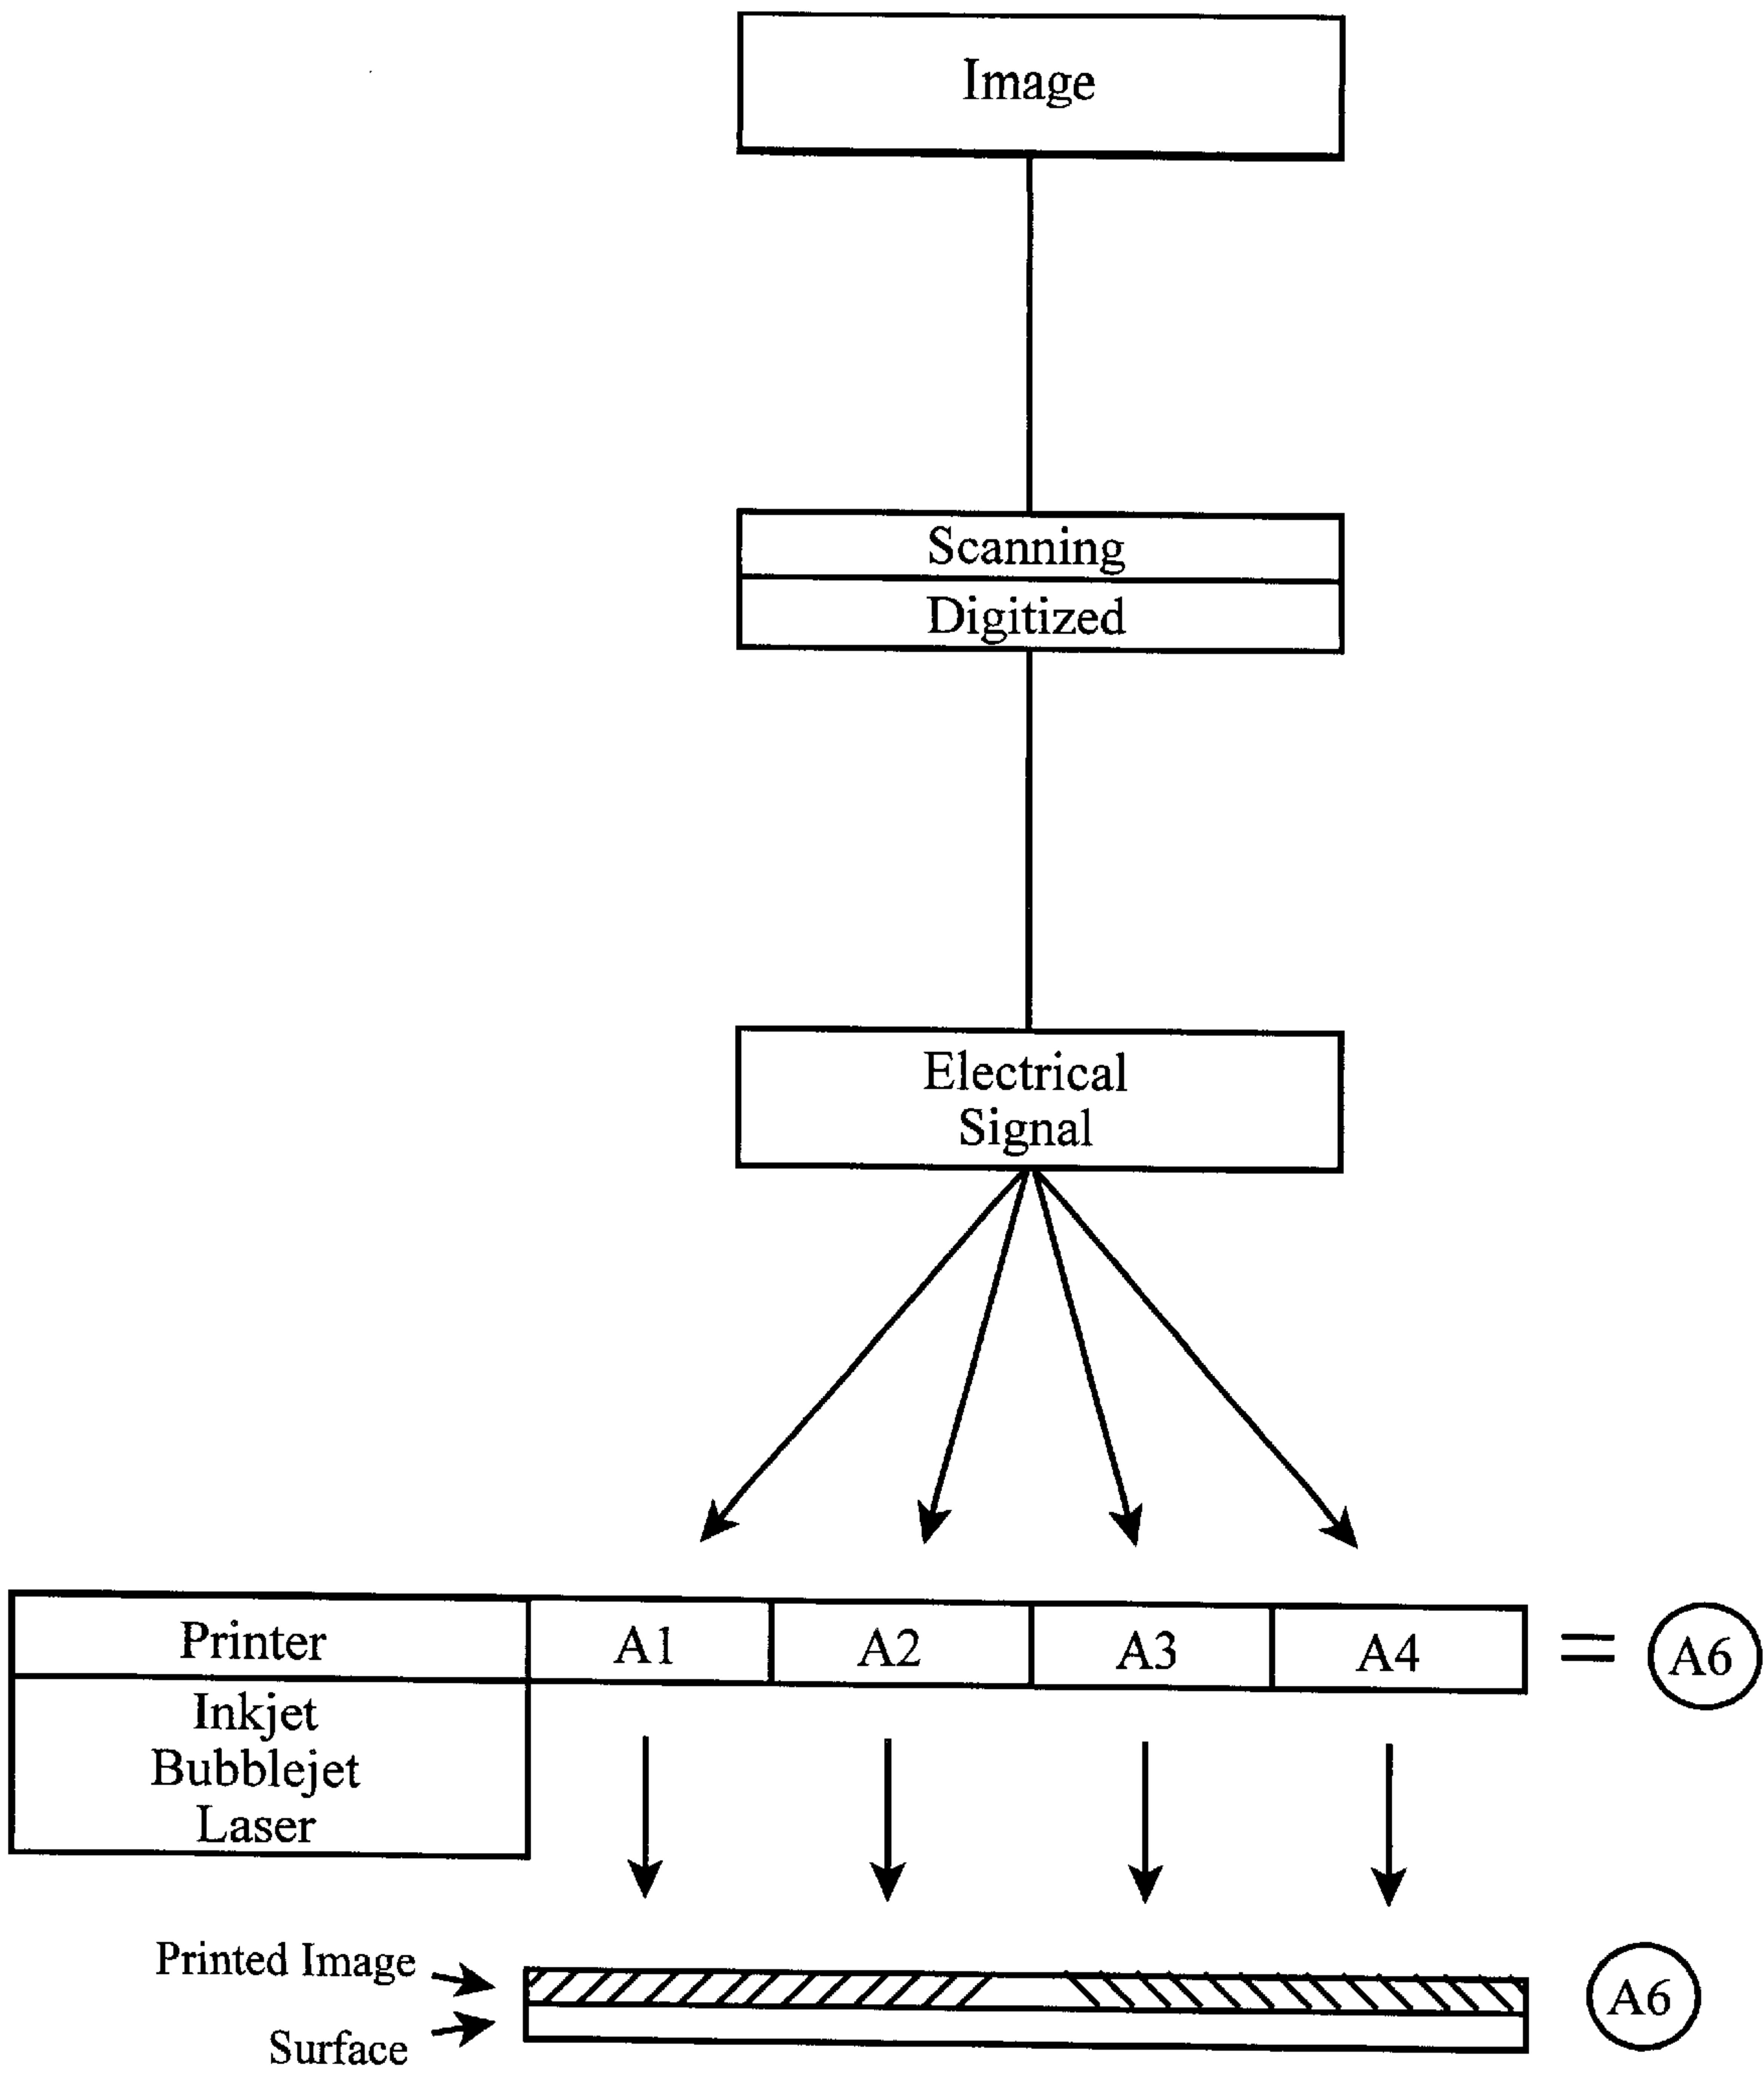 Image
Scanning
Digitized
Electrical
Signal
Printer A1 A2 A3 A4 = A6
Inkjet
Bubblejet
Laser
Printed Image
A6
Surface